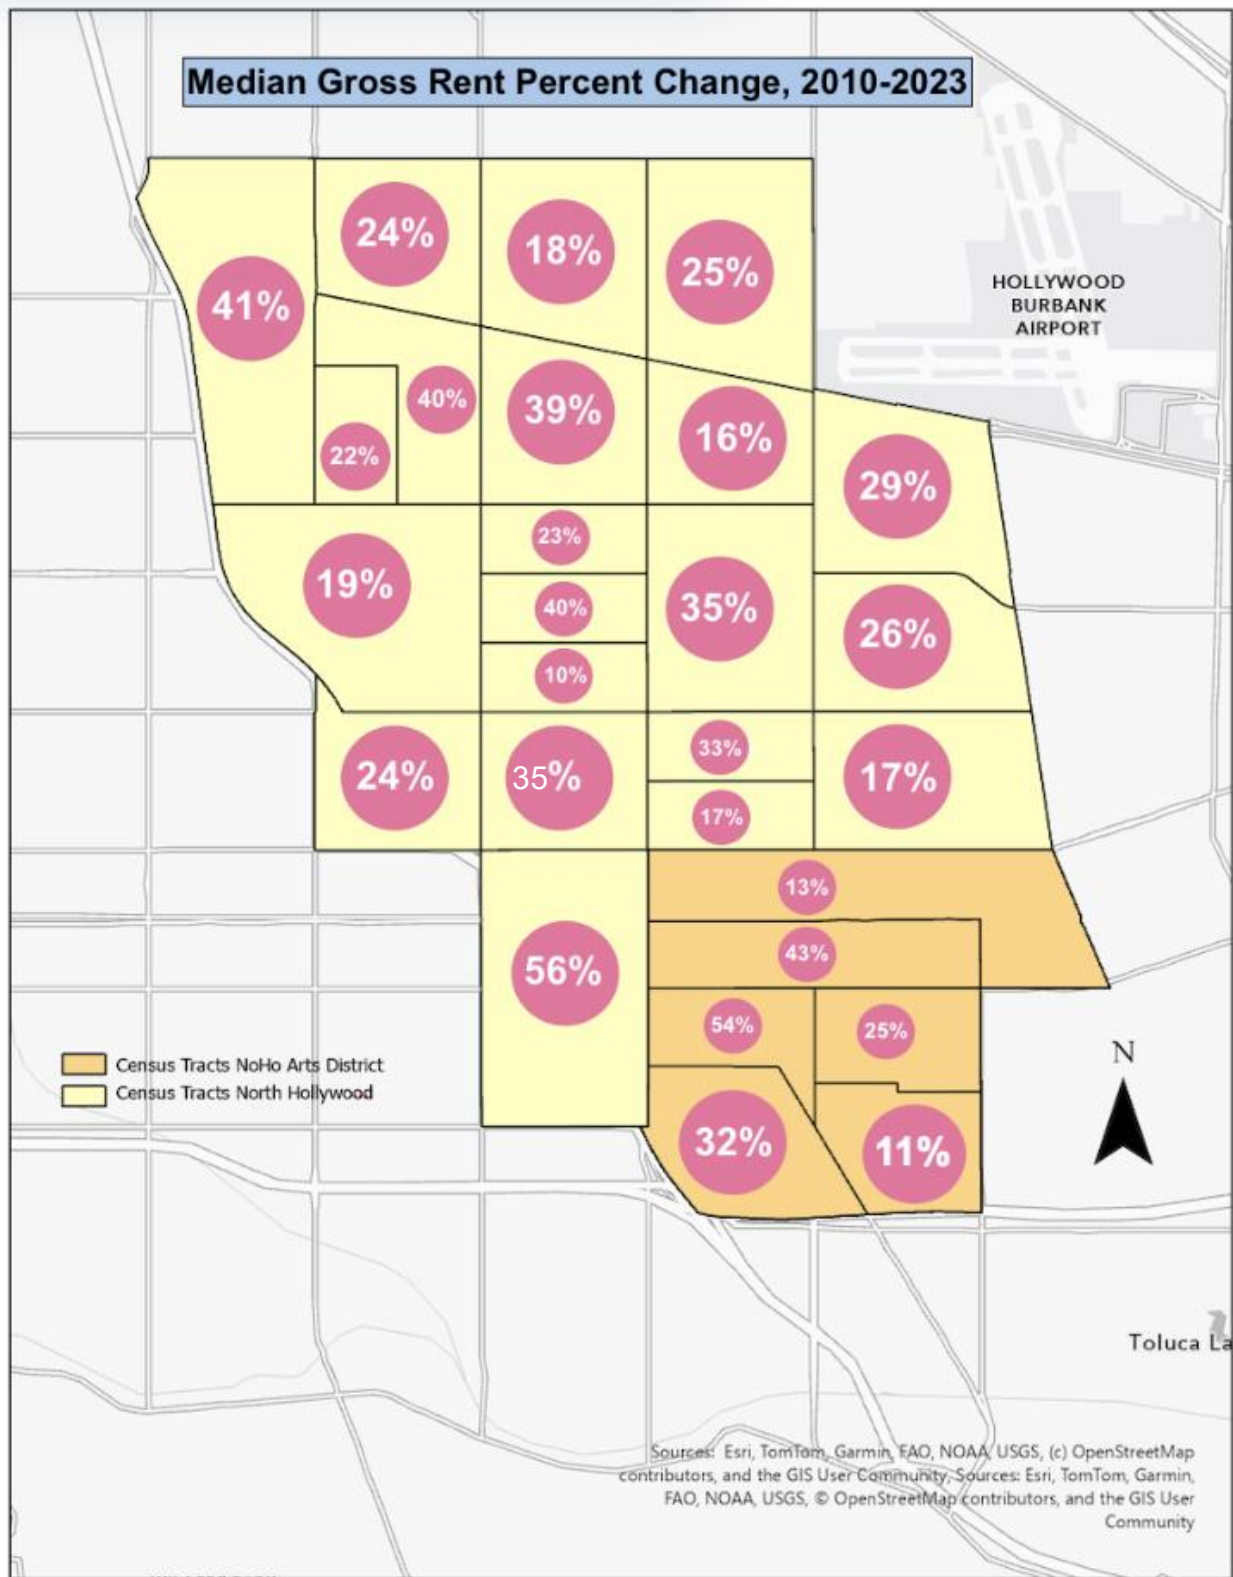 Median Gross Rent Percent Change, 2010-2023
24%
18%
25%
41%
HOLLYWOOD
BURBANK
AIRPORT
40%
39%
16%
22%
29%
23%
19%
40%
35%
26%
10%
33%
24%
35%
17%
17%
13%
43%
56%
54%
25%
32%
11%
N
Census Tracts NoHo Arts District
Census Tracts North Hollywood
Toluca La
Sources: Esri, TomTom, Garmin, FAO, NOAA, USGS, (c) OpenStreetMap
contributors, and the GIS User Community, Sources: Esri, TomTom, Garmin,
FAO, NOAA, USGS, © OpenStreetMap contributors, and the GIS User
Community